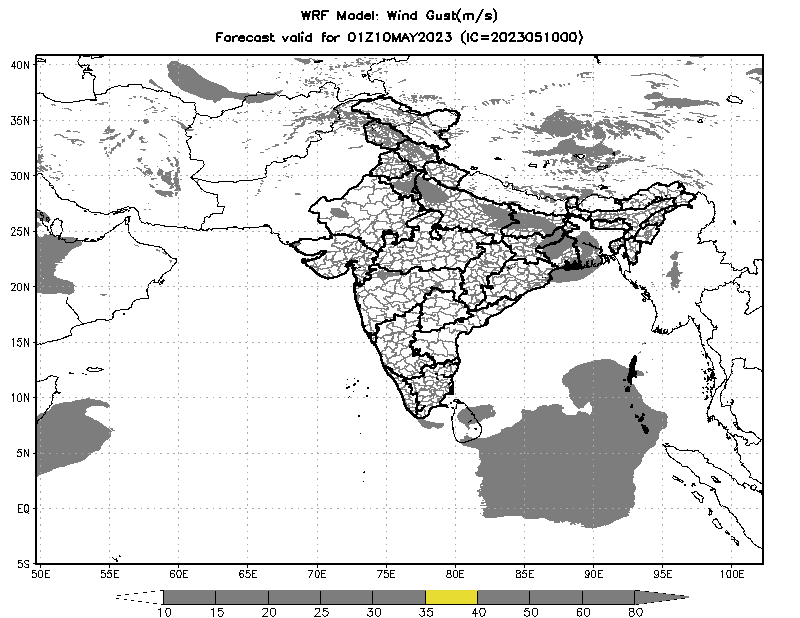 WRF Model: Wind Gust(m/s)
Forecast valid for 01Z10MAY2023 (IC=2023051000)
40N
35N
30N
25N
20N
15N
10N
5N
EQ
5S
50E 55E 60E 65E 70E 75E 80E 85E 90E 95E 100E
10 15 20 25 30 35 40 50 60 80